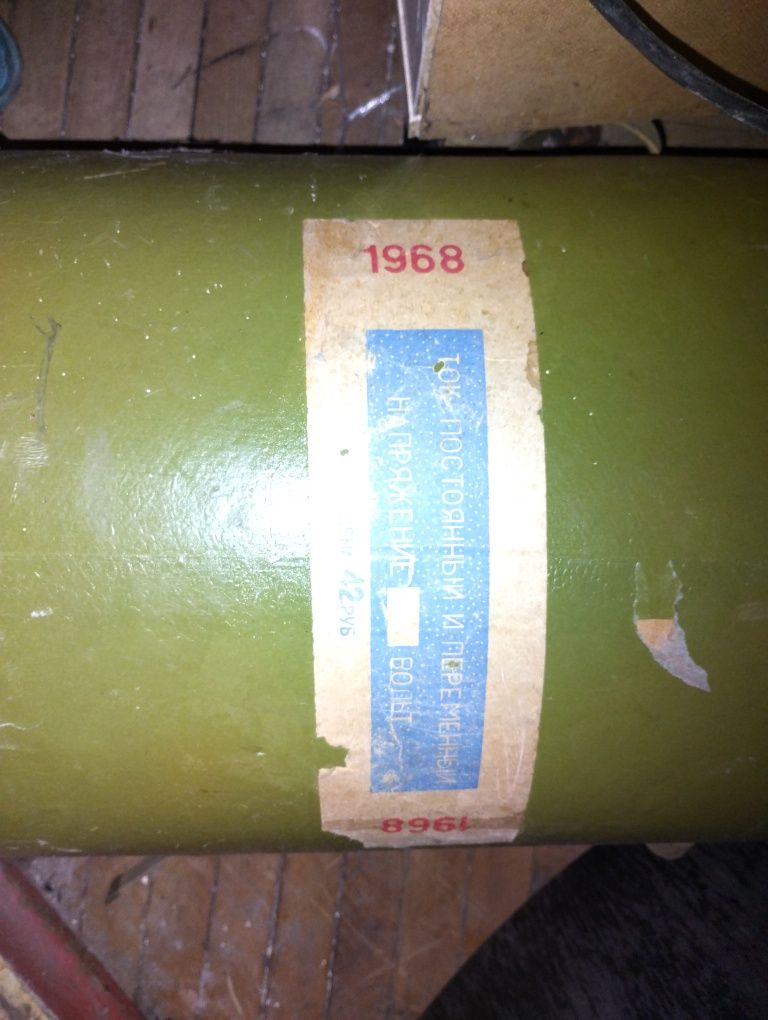 1968
ТОК ПОСТОЯННЫЙ И ПЕРЕМЕННЫЙ
НАПРЯЖЕНИЕ ВОЛЬТ
42 РУБ
1968